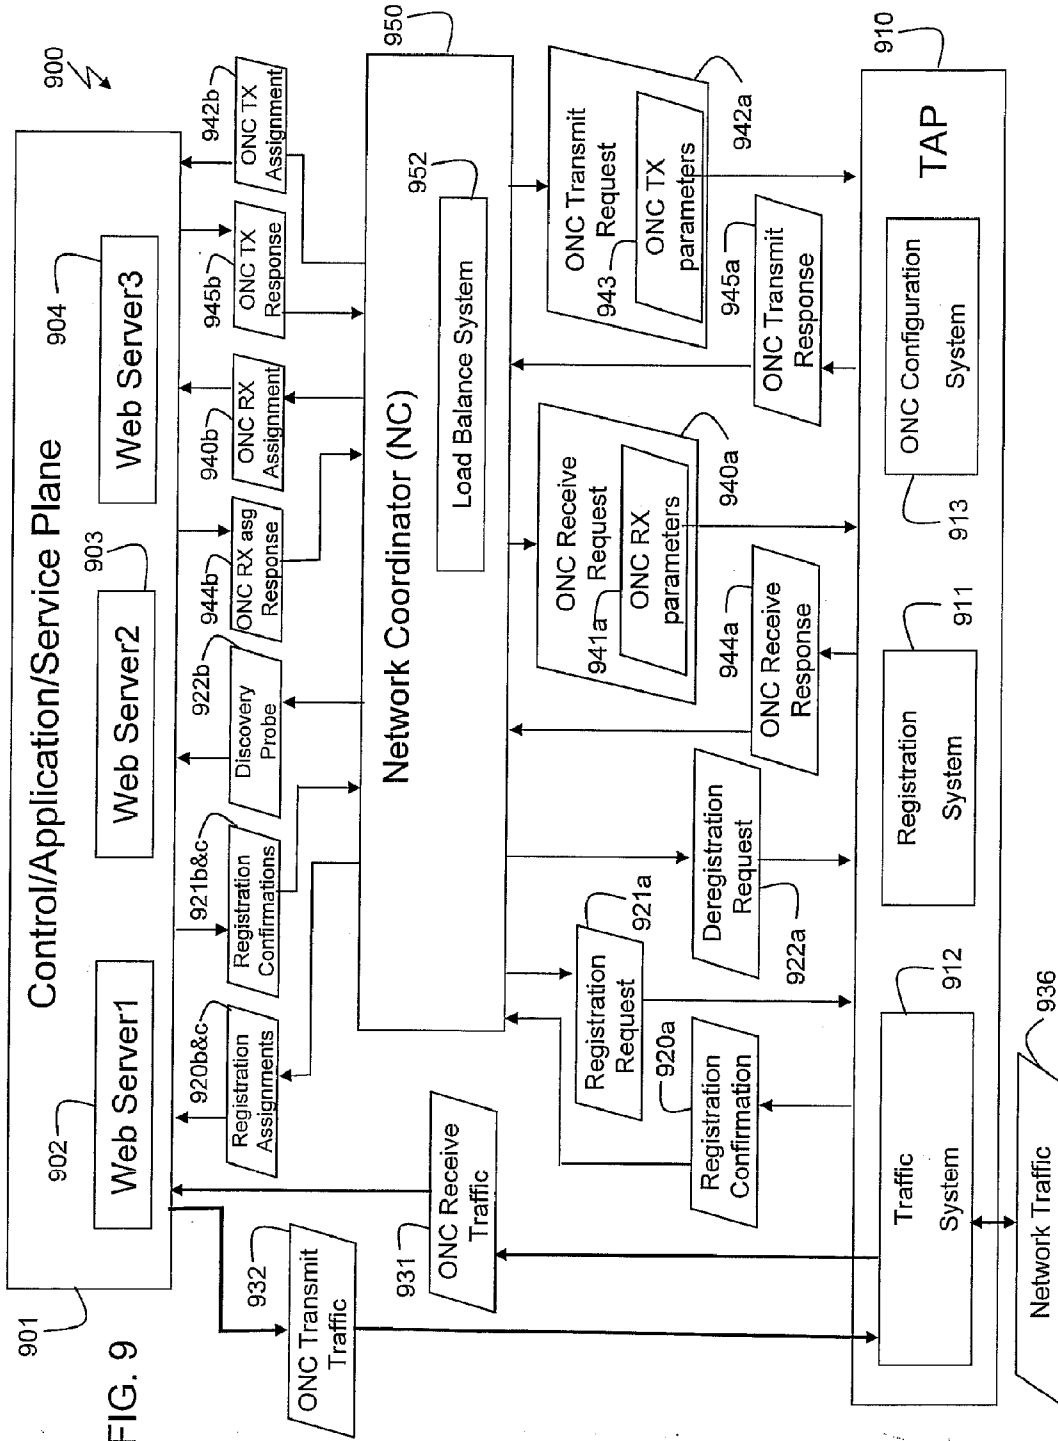 FIG. 9
900
901
Control/Application/Service Plane
902
Web Server1
903
Web Server2
904
Web Server3
932
ONC Transmit
Traffic
931
ONC Receive
Traffic
920b&c
Registration
Assignments
921b&c
Registration
Confirmations
922b
Discovery
Probe
944b
ONC RX asg
Response
940b
ONC RX
Assignment
945b
ONC TX
Response
942b
ONC TX
Assignment
950
Network Coordinator (NC)
952
Load Balance System
920a
Registration
Confirmation
921a
Registration
Request
922a
Deregistration
Request
944a
ONC Receive
Response
940a
ONC Receive
Request
941a
ONC RX
parameters
945a
ONC Transmit
Response
942a
ONC Transmit
Request
943
ONC TX
parameters
910
TAP
912
Traffic
System
911
Registration
System
913
ONC Configuration
System
936
Network Traffic